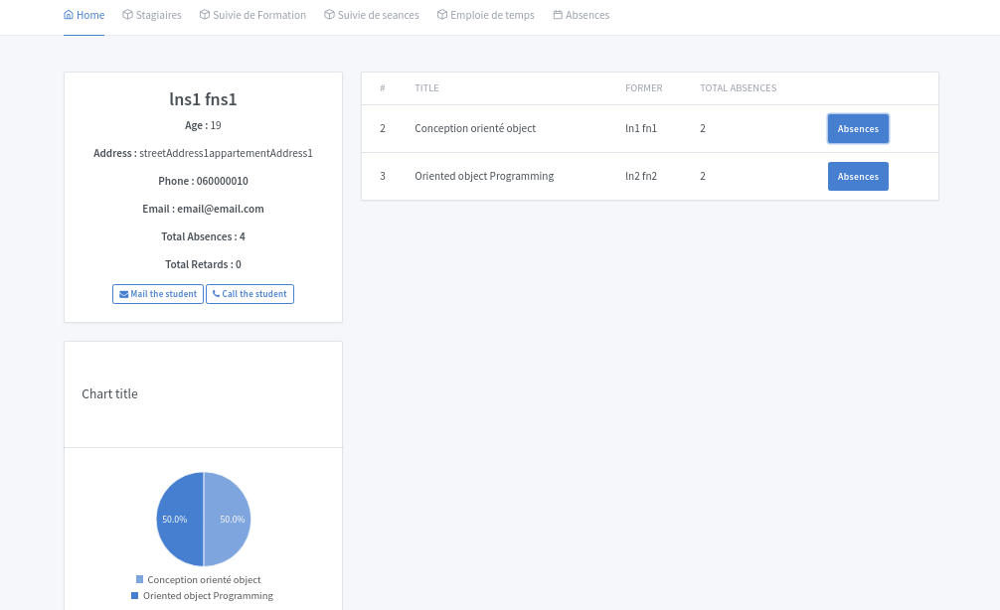 Home Stagiaires Suivie de Formation Suivie de seances Emploie de temps Absences
lns1 fns1
Age : 19
Address : streetAddress1appartementAddress1
Phone : 060000010
Email : email@email.com
Total Absences : 4
Total Retards : 0
Mail the student Call the student
# TITLE FORMER TOTAL ABSENCES
2 Conception orienté object ln1 fn1 2 Absences
3 Oriented object Programming ln2 fn2 2 Absences
Chart title
50.0% 50.0%
Conception orienté object
Oriented object Programming